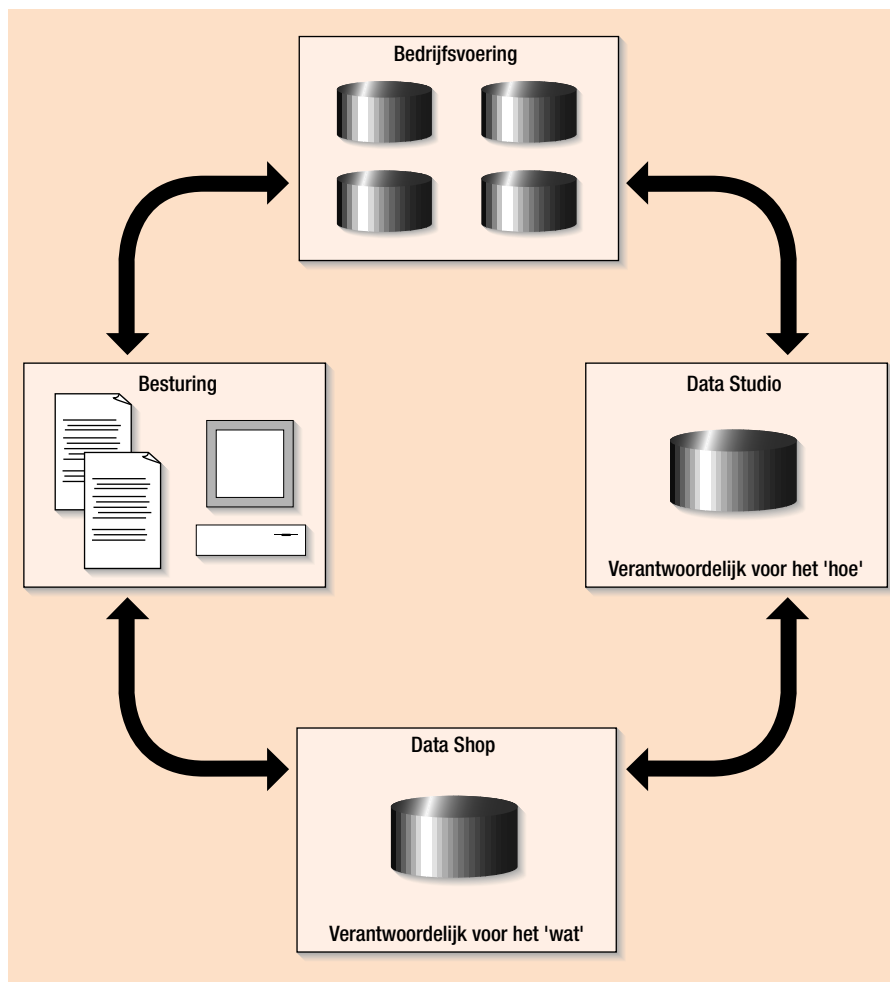 Bedrijfsvoering
Besturing
Data Studio
Verantwoordelijk voor het 'hoe'
Data Shop
Verantwoordelijk voor het 'wat'